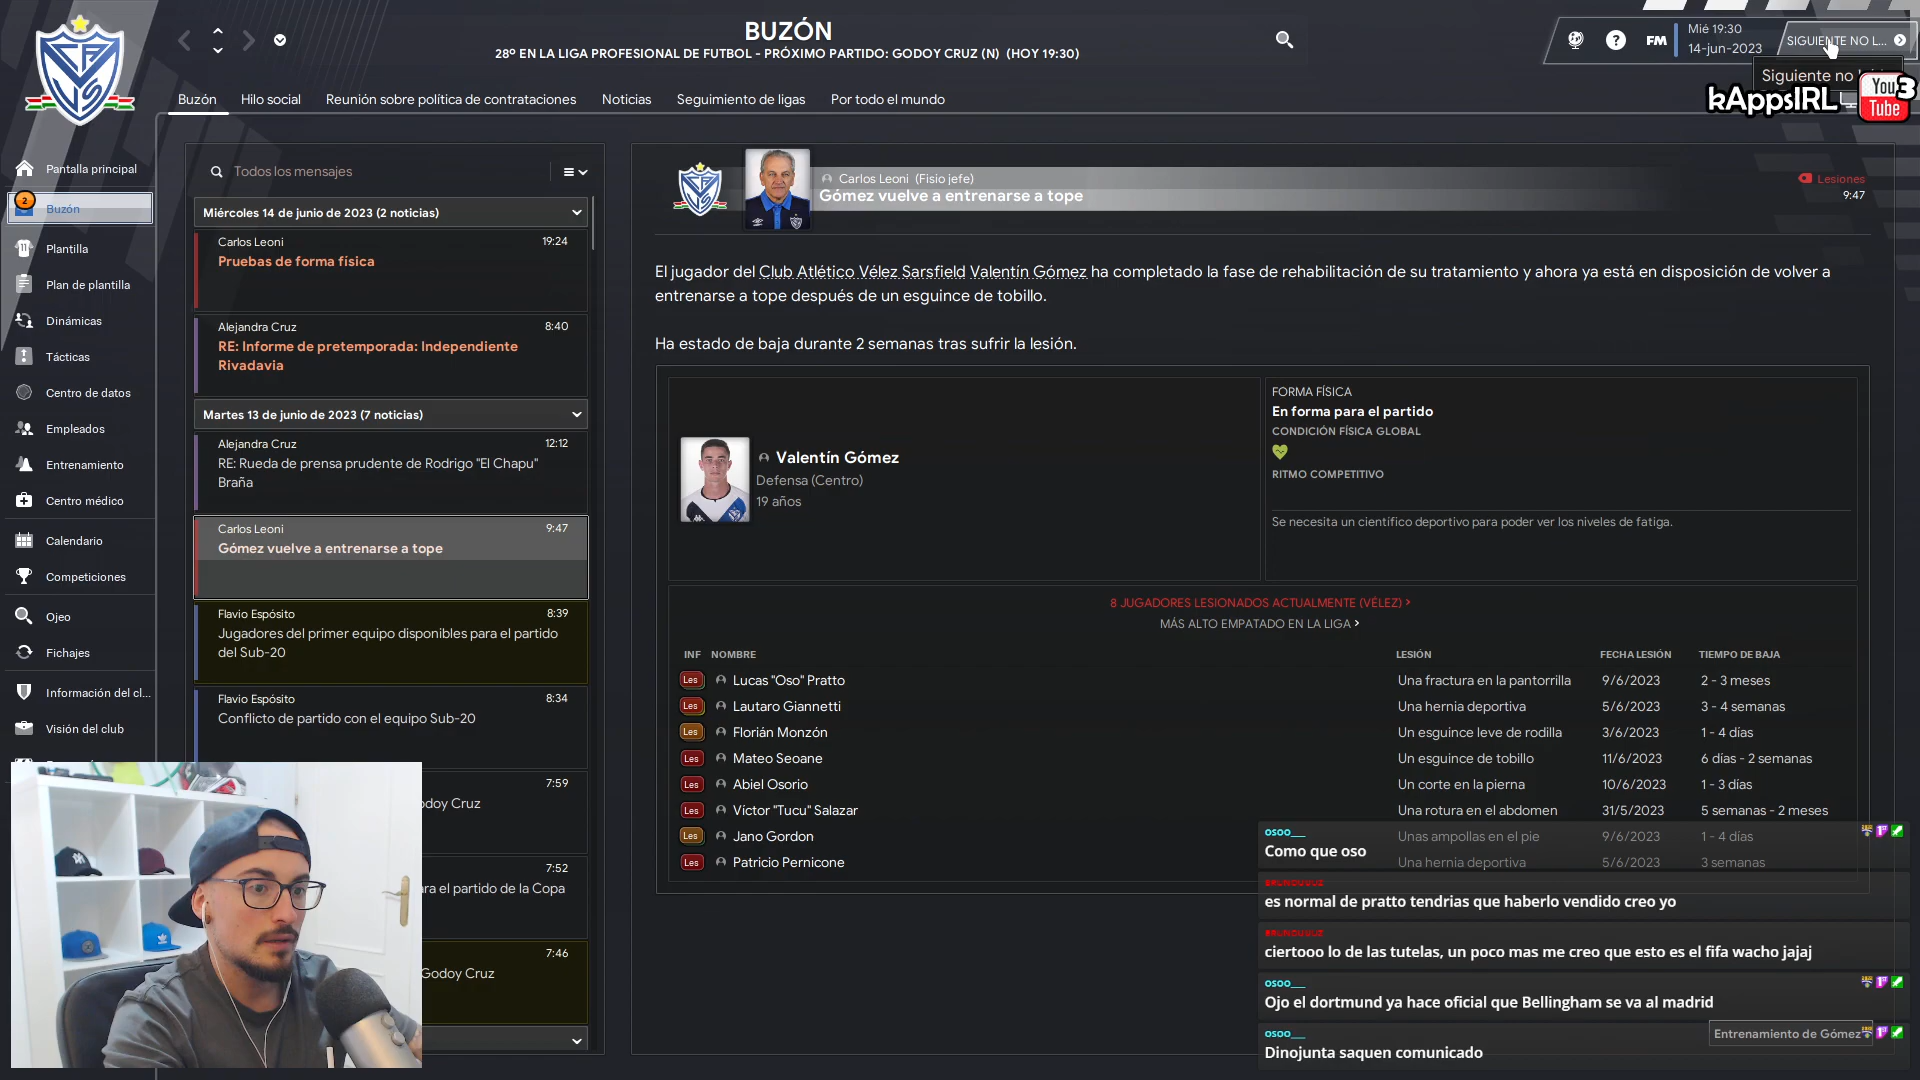 BUZÓN
28º EN LA LIGA PROFESIONAL DE FUTBOL - PRÓXIMO PARTIDO: GODOY CRUZ (N) (HOY 19:30)
FM
Mié 19:30
14-jun-2023
SIGUIENTE NO L...
Siguiente no
kAppsIRL
You
Tube
3
Buzón
Hilo social
Reunión sobre política de contrataciones
Noticias
Seguimiento de ligas
Por todo el mundo
Pantalla principal
2
Buzón
Plantilla
Plan de plantilla
Dinámicas
Tácticas
Centro de datos
Empleados
Entrenamiento
Centro médico
Calendario
Competiciones
Ojeo
Fichajes
Información del cl...
Visión del club
Todos los mensajes
Miércoles 14 de junio de 2023 (2 noticias)
Carlos Leoni 19:24
Pruebas de forma física
Alejandra Cruz 8:40
RE: Informe de pretemporada: Independiente
Rivadavia
Martes 13 de junio de 2023 (7 noticias)
Alejandra Cruz 12:12
RE: Rueda de prensa prudente de Rodrigo "El Chapu"
Braña
Carlos Leoni 9:47
Gómez vuelve a entrenarse a tope
Flavio Espósito 8:39
Jugadores del primer equipo disponibles para el partido
del Sub-20
Flavio Espósito 8:34
Conflicto de partido con el equipo Sub-20
7:59
doy Cruz
7:52
ra el partido de la Copa
7:46
Godoy Cruz
Carlos Leoni (Fisio jefe)
Gómez vuelve a entrenarse a tope
Lesiones
9:47
El jugador del Club Atlético Vélez Sarsfield Valentín Gómez ha completado la fase de rehabilitación de su tratamiento y ahora ya está en disposición de volver a
entrenarse a tope después de un esguince de tobillo.
Ha estado de baja durante 2 semanas tras sufrir la lesión.
Valentín Gómez
Defensa (Centro)
19 años
FORMA FÍSICA
En forma para el partido
CONDICIÓN FÍSICA GLOBAL
RITMO COMPETITIVO
Se necesita un científico deportivo para poder ver los niveles de fatiga.
8 JUGADORES LESIONADOS ACTUALMENTE (VÉLEZ) >
MÁS ALTO EMPATADO EN LA LIGA >
INF NOMBRE LESIÓN FECHA LESIÓN TIEMPO DE BAJA
Les Lucas "Oso" Pratto Una fractura en la pantorrilla 9/6/2023 2 - 3 meses
Les Lautaro Giannetti Una hernia deportiva 5/6/2023 3 - 4 semanas
Les Florián Monzón Un esguince leve de rodilla 3/6/2023 1 - 4 días
Les Mateo Seoane Un esguince de tobillo 11/6/2023 6 días - 2 semanas
Les Abiel Osorio Un corte en la pierna 10/6/2023 1 - 3 días
Les Víctor "Tucu" Salazar Una rotura en el abdomen 31/5/2023 5 semanas - 2 meses
Les Jano Gordon Unas ampollas en el pie 9/6/2023 1 - 4 días
Les Patricio Pernicone Una hernia deportiva 5/6/2023 3 semanas
osoo__
Como que oso
es normal de pratto tendrias que haberlo vendido creo yo
ciertooo lo de las tutelas, un poco mas me creo que esto es el fifa wacho jajaj
osoo__
Ojo el dortmund ya hace oficial que Bellingham se va al madrid
osoo__
Dinojunta saquen comunicado
Entrenamiento de Gómez